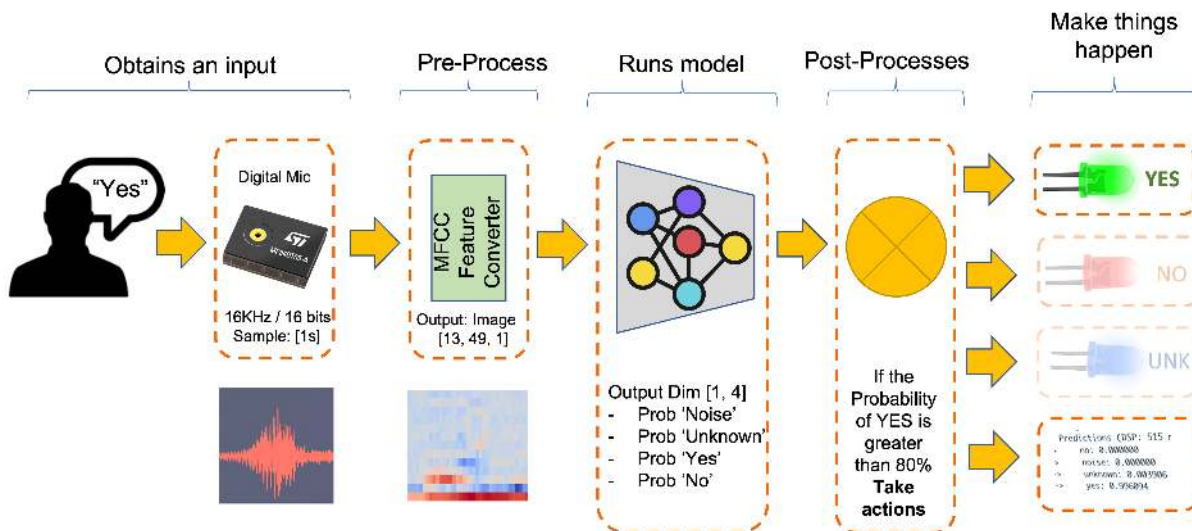 Obtains an input
Pre-Process
Runs model
Post-Processes
Make things
happen
"Yes"
Digital Mic
16KHz / 16 bits
Sample: [1s]
MFCC
Feature
Converter
Output: Image
[13, 49, 1]
Output Dim [1, 4]
- Prob 'Noise'
- Prob 'Unknown'
- Prob 'Yes'
- Prob 'No'
If the
Probability
of YES is
greater
than 80%
Take
actions
YES
NO
UNK
Predictions (DSP: 515 r
no: 0.000000
noise: 0.000000
unknown: 0.003906
yes: 0.996094